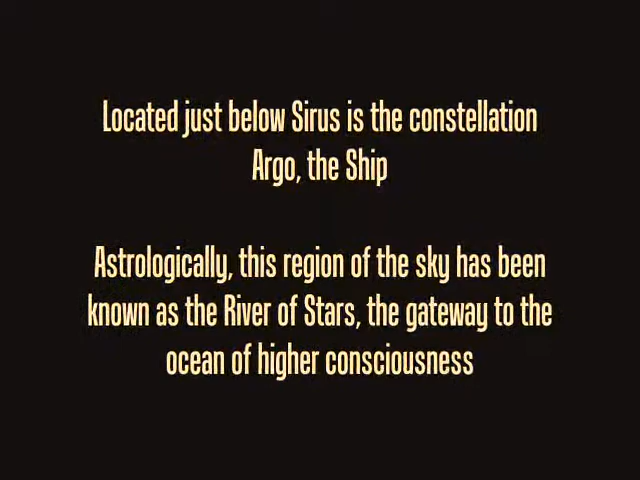 Located just below Sirus is the constellation
Argo, the Ship
Astrologically, this region of the sky has been
known as the River of Stars, the gateway to the
ocean of higher consciousness